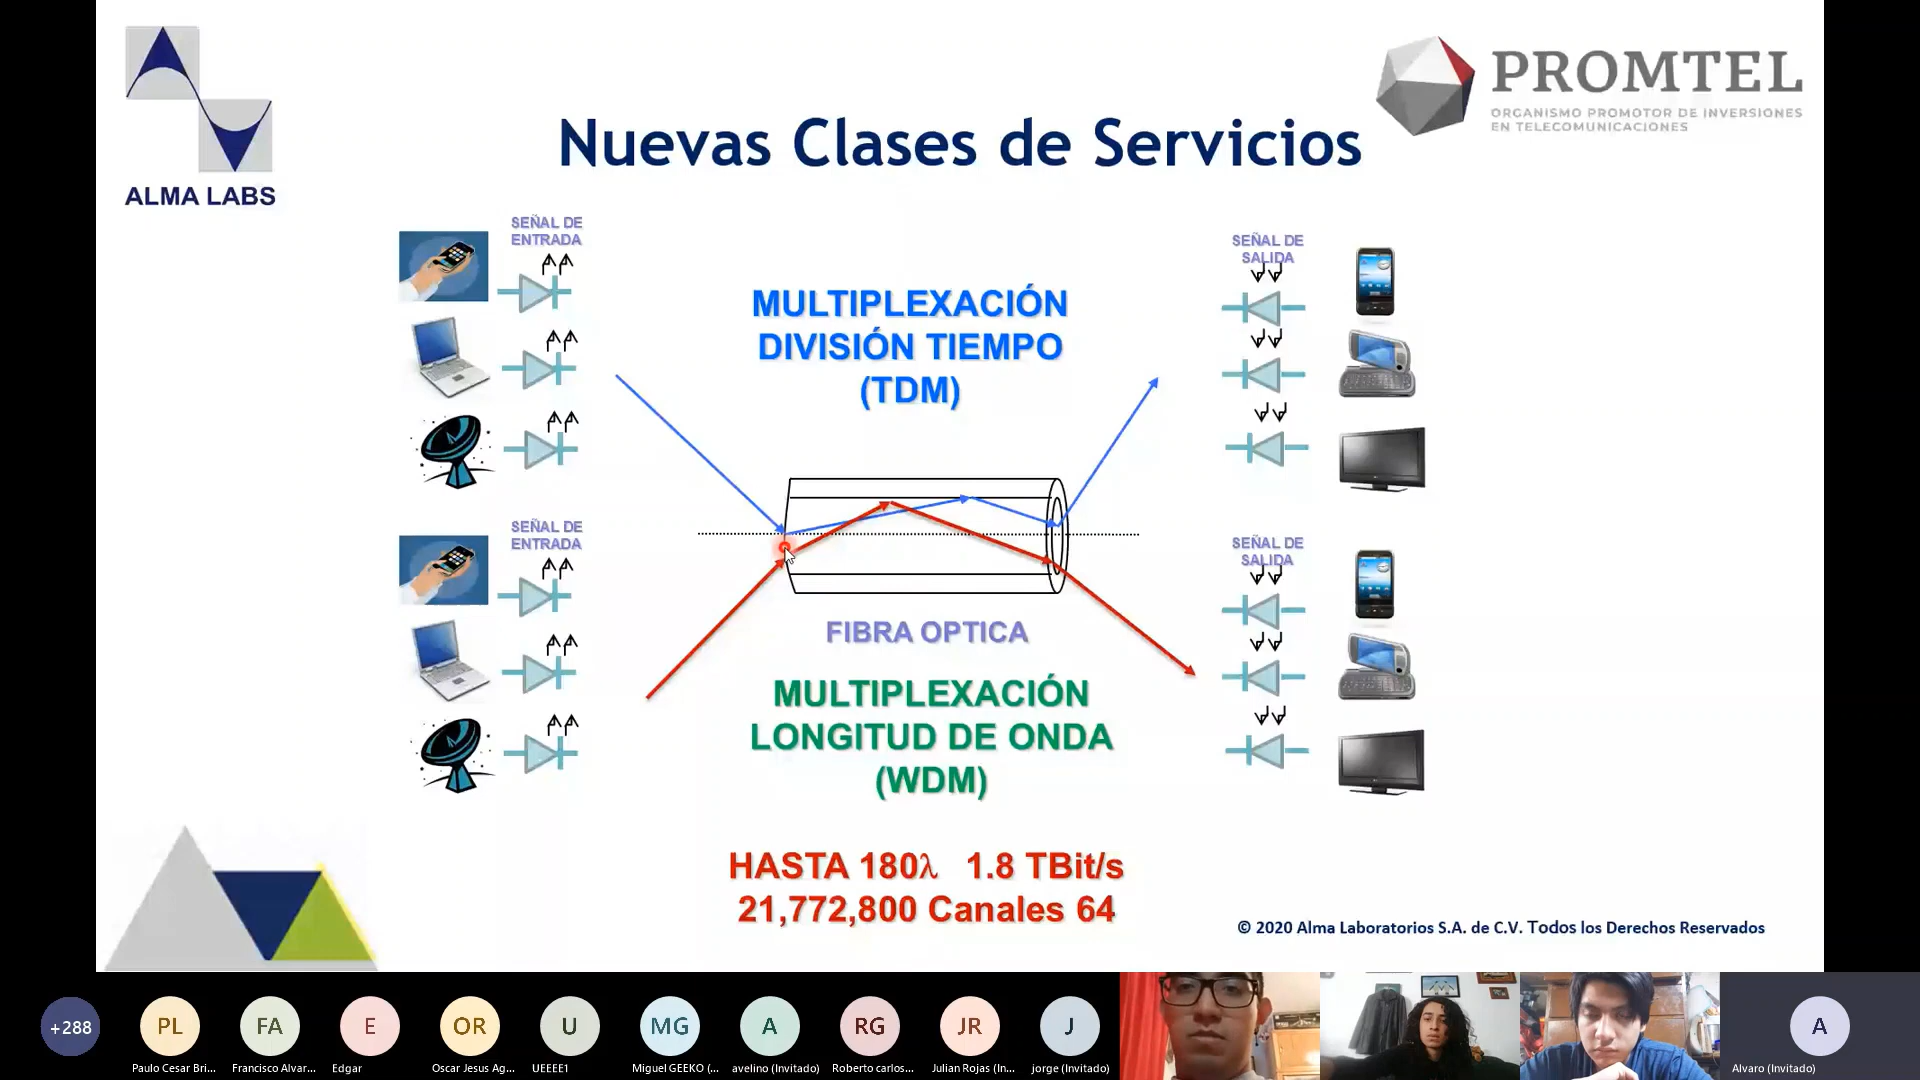 ALMA LABS
PROMTEL
ORGANISMO PROMOTOR DE INVERSIONES
EN TELECOMUNICACIONES
Nuevas Clases de Servicios
SEÑAL DE
ENTRADA
MULTIPLEXACIÓN
DIVISIÓN TIEMPO
(TDM)
SEÑAL DE
SALIDA
SEÑAL DE
ENTRADA
SEÑAL DE
SALIDA
FIBRA OPTICA
MULTIPLEXACIÓN
LONGITUD DE ONDA
(WDM)
HASTA 180λ 1.8 TBit/s
21,772,800 Canales 64
© 2020 Alma Laboratorios S.A. de C.V. Todos los Derechos Reservados
+288
PL
Paulo Cesar Bri...
FA
Francisco Alvar...
E
Edgar
OR
Oscar Jesus Ag...
U
UEEEE1
MG
Miguel GEEKO (...
A
avelino (Invitado)
RG
Roberto carlos...
JR
Julian Rojas (In...
J
jorge (Invitado)
A
Alvaro (Invitado)